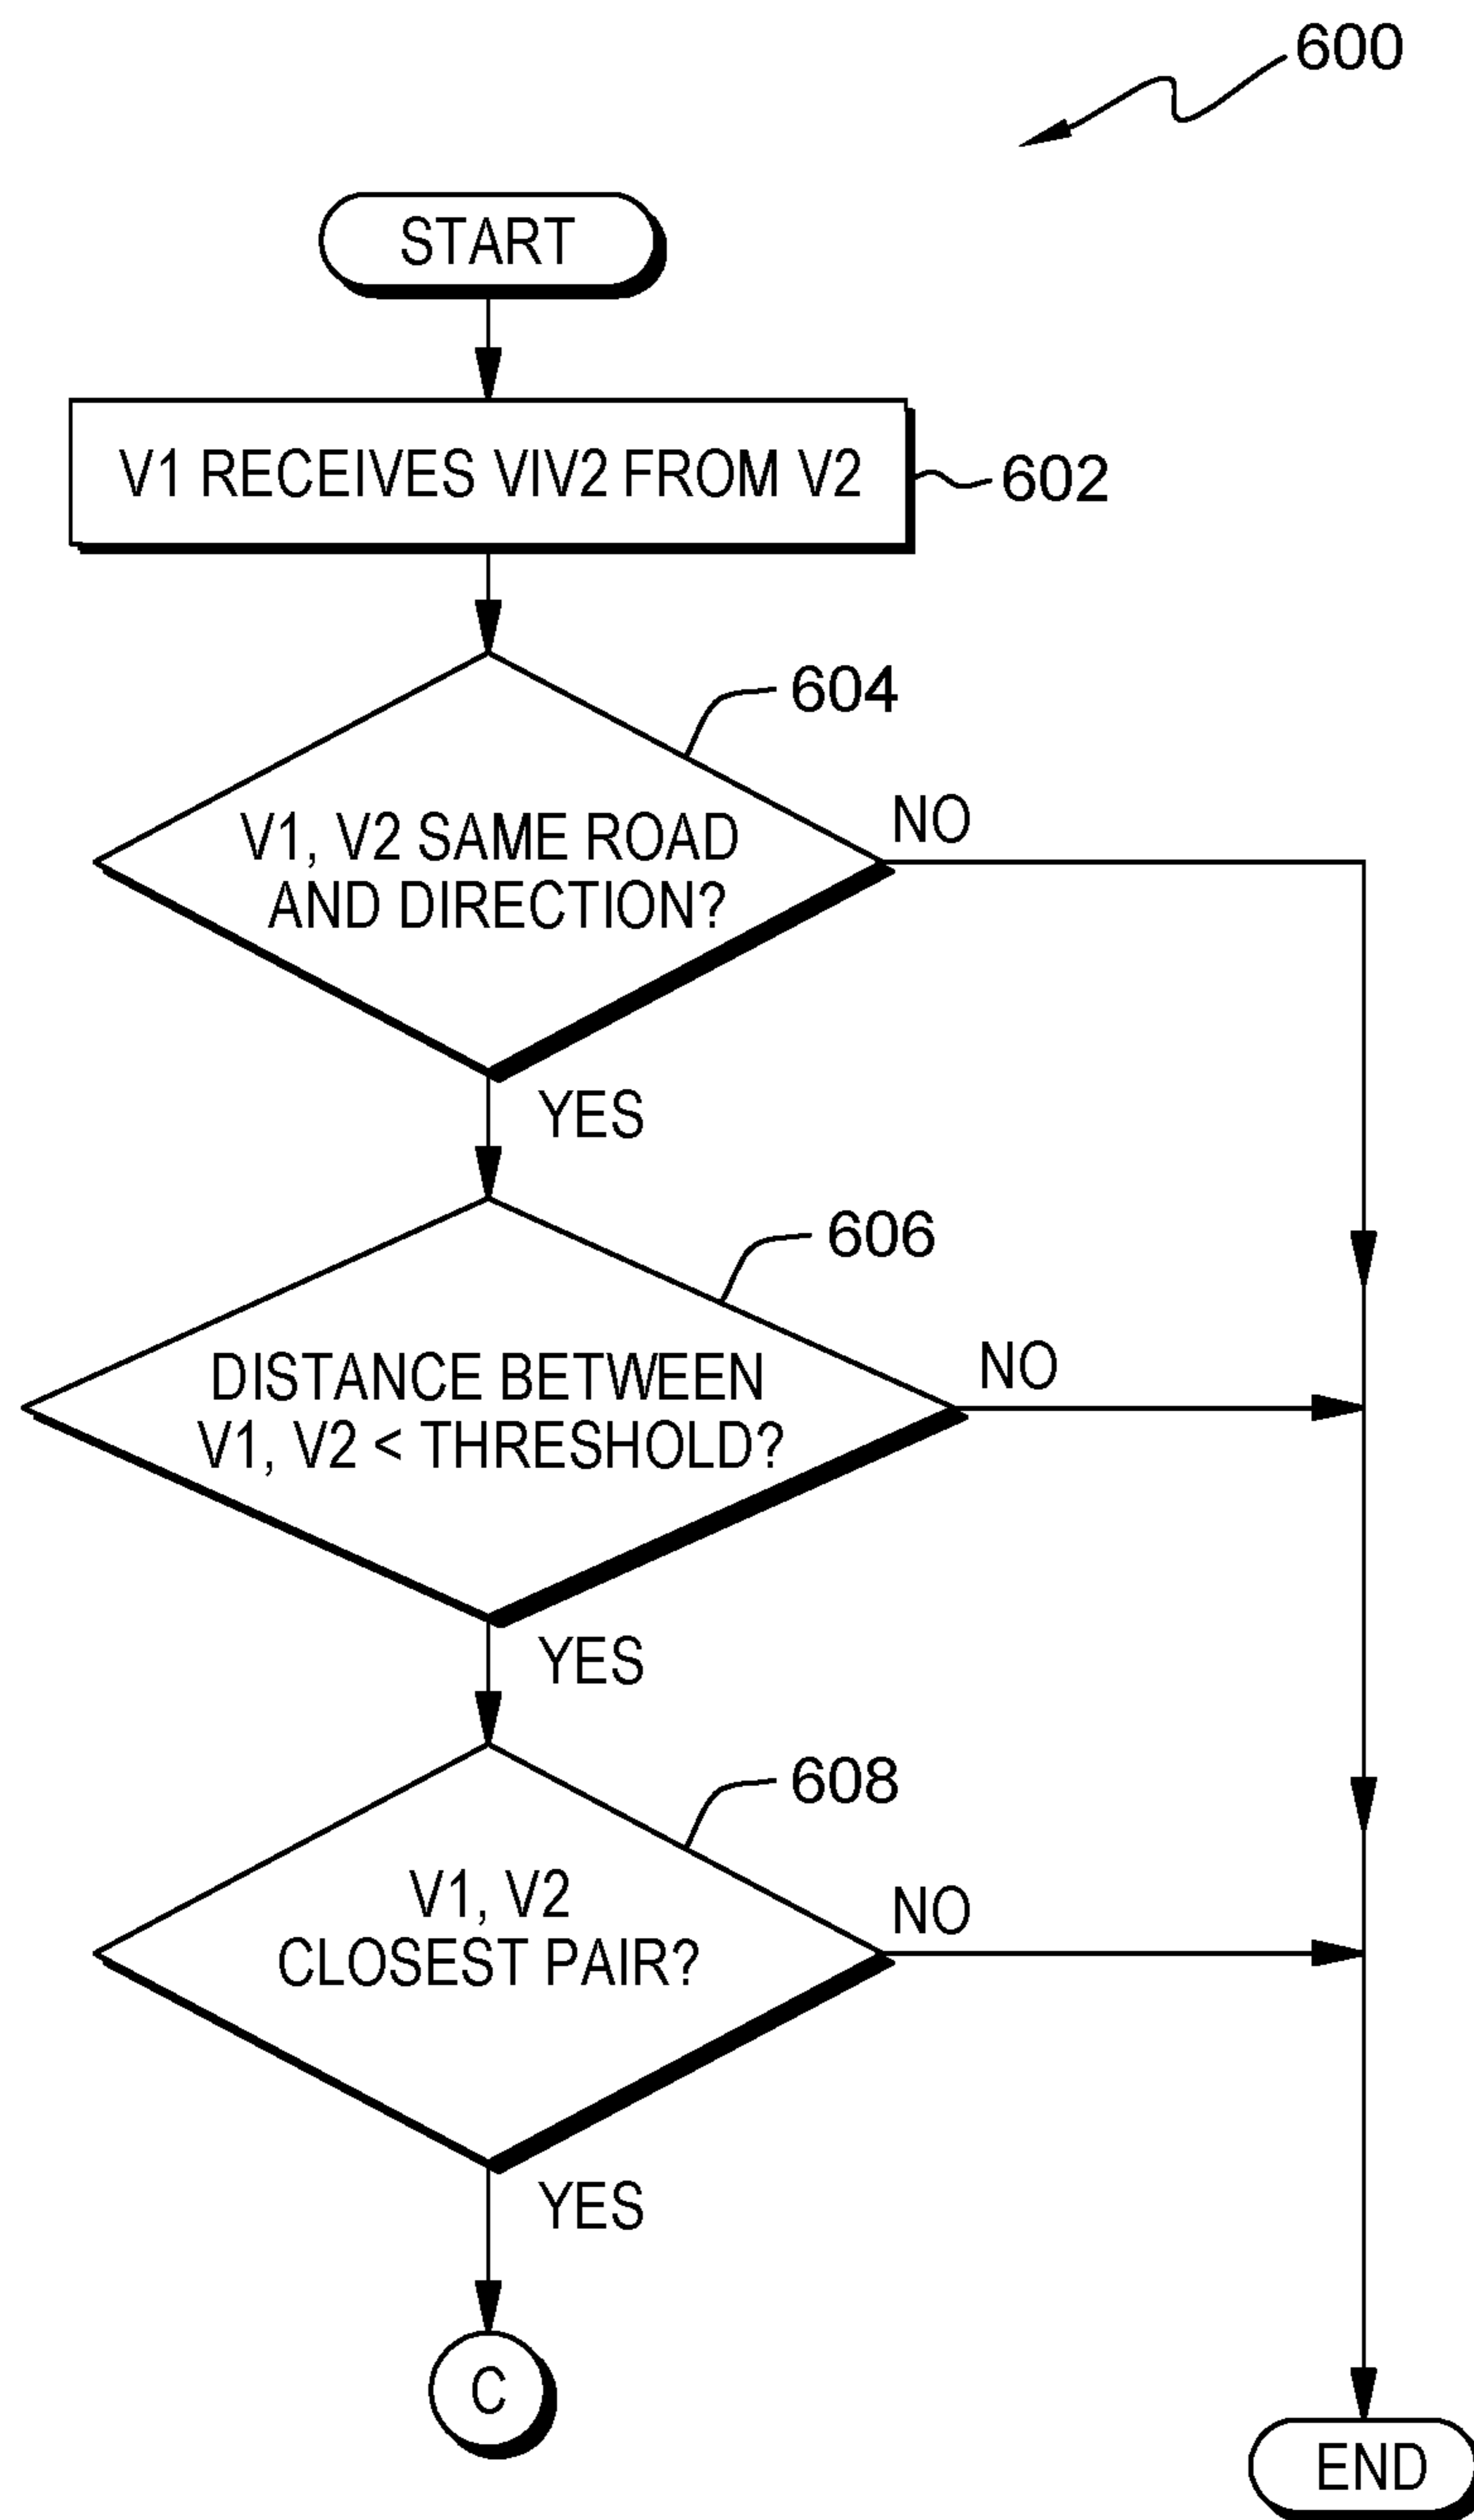 600
START
V1 RECEIVES VIV2 FROM V2
602
604
V1, V2 SAME ROAD
AND DIRECTION?
NO
YES
606
DISTANCE BETWEEN
V1, V2 < THRESHOLD?
NO
YES
608
V1, V2
CLOSEST PAIR?
NO
YES
C
END